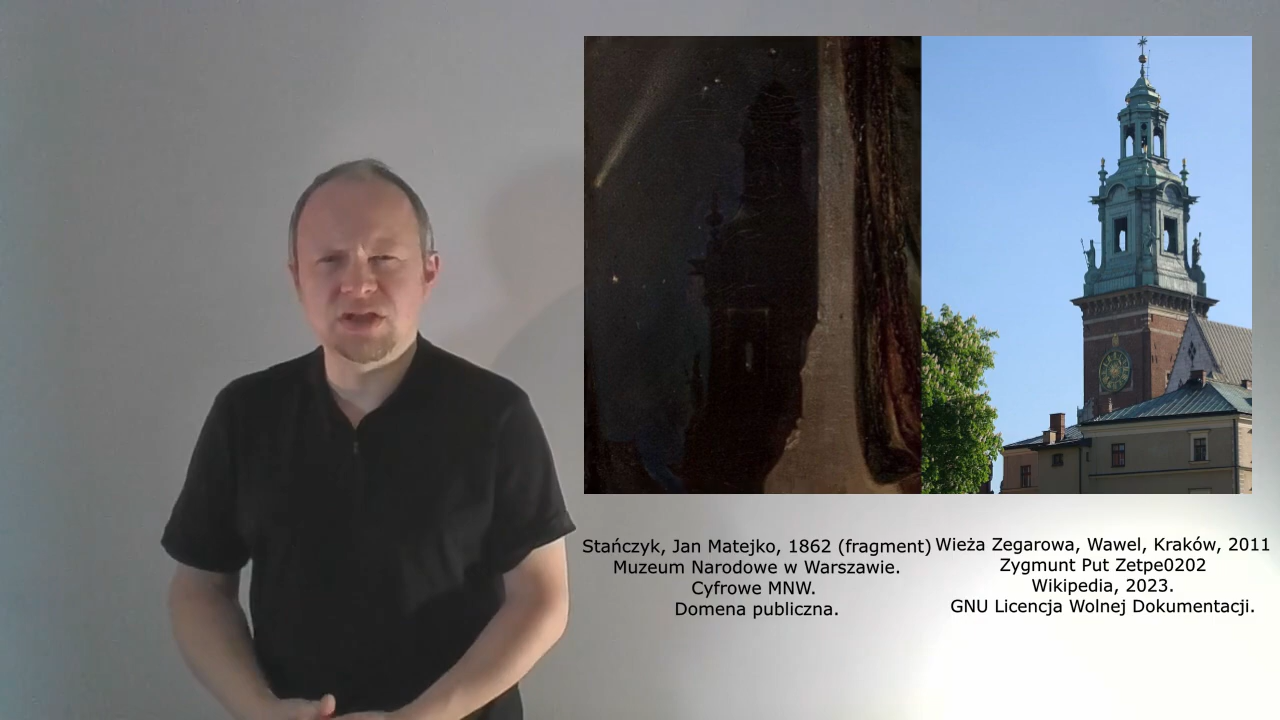 Stańczyk, Jan Matejko, 1862 (fragment)
Muzeum Narodowe w Warszawie.
Cyfrowe MNW.
Domena publiczna.
Wieża Zegarowa, Wawel, Kraków, 2011
Zygmunt Put Zetpe0202
Wikipedia, 2023.
GNU Licencja Wolnej Dokumentacji.